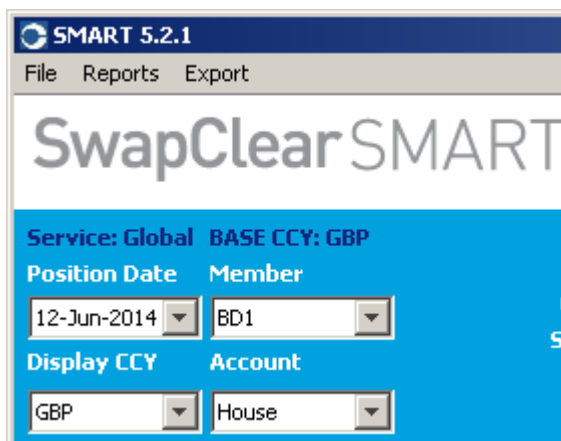 SMART 5.2.1
File Reports Export
SwapClear SMART
Service: Global BASE CCY: GBP
Position Date Member
12-Jun-2014 BD1
Display CCY Account
GBP House